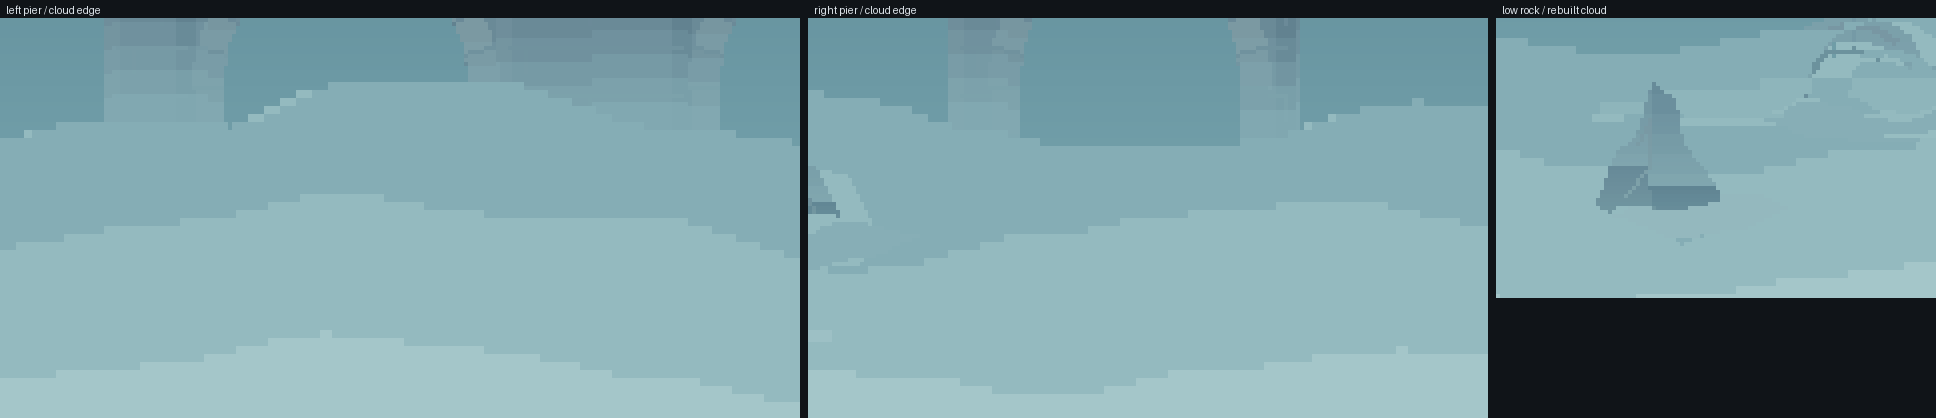 left pier / cloud edge
right pier / cloud edge
low rock / rebuilt cloud